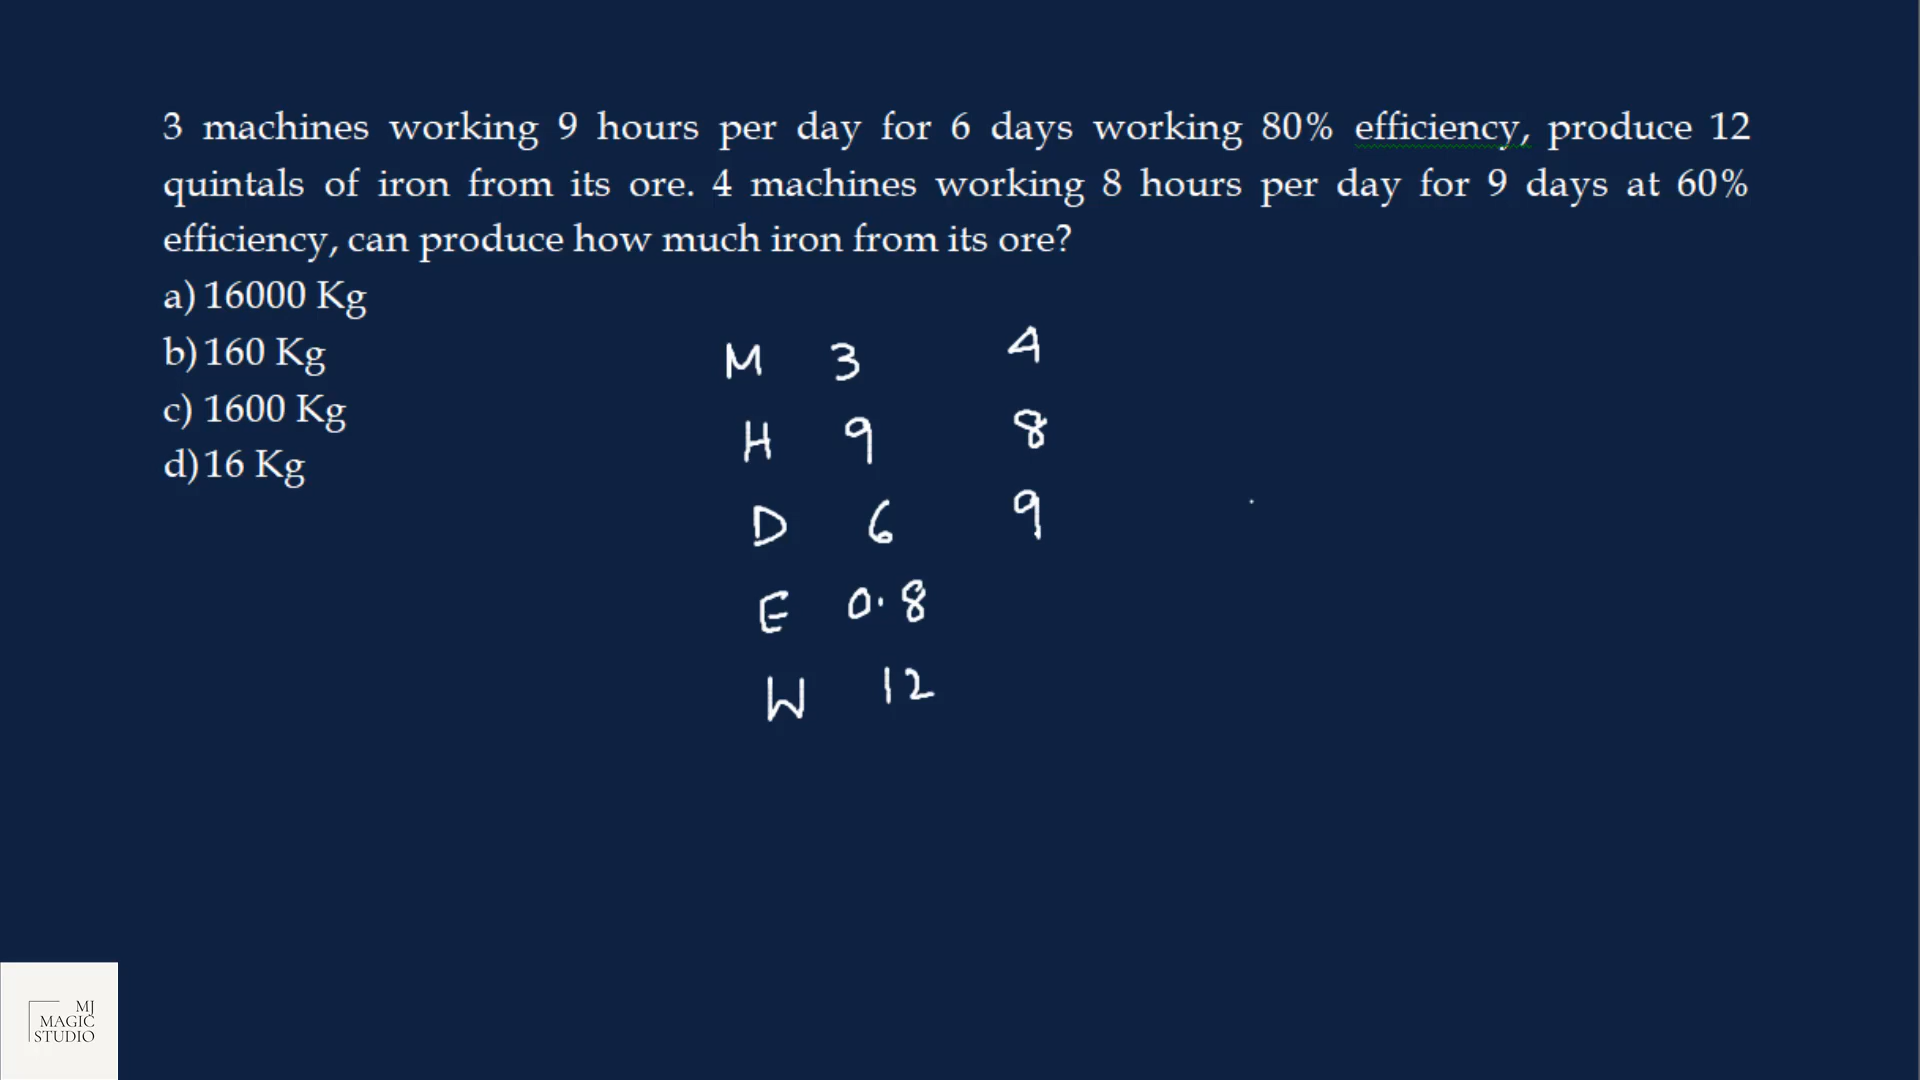 3 machines working 9 hours per day for 6 days working 80% efficiency, produce 12
quintals of iron from its ore. 4 machines working 8 hours per day for 9 days at 60%
efficiency, can produce how much iron from its ore?
a) 16000 Kg
b) 160 Kg
c) 1600 Kg
d) 16 Kg
M 3 4
H 9 8
D 6 9
E 0.8
W 12
MJ
MAGIC
STUDIO